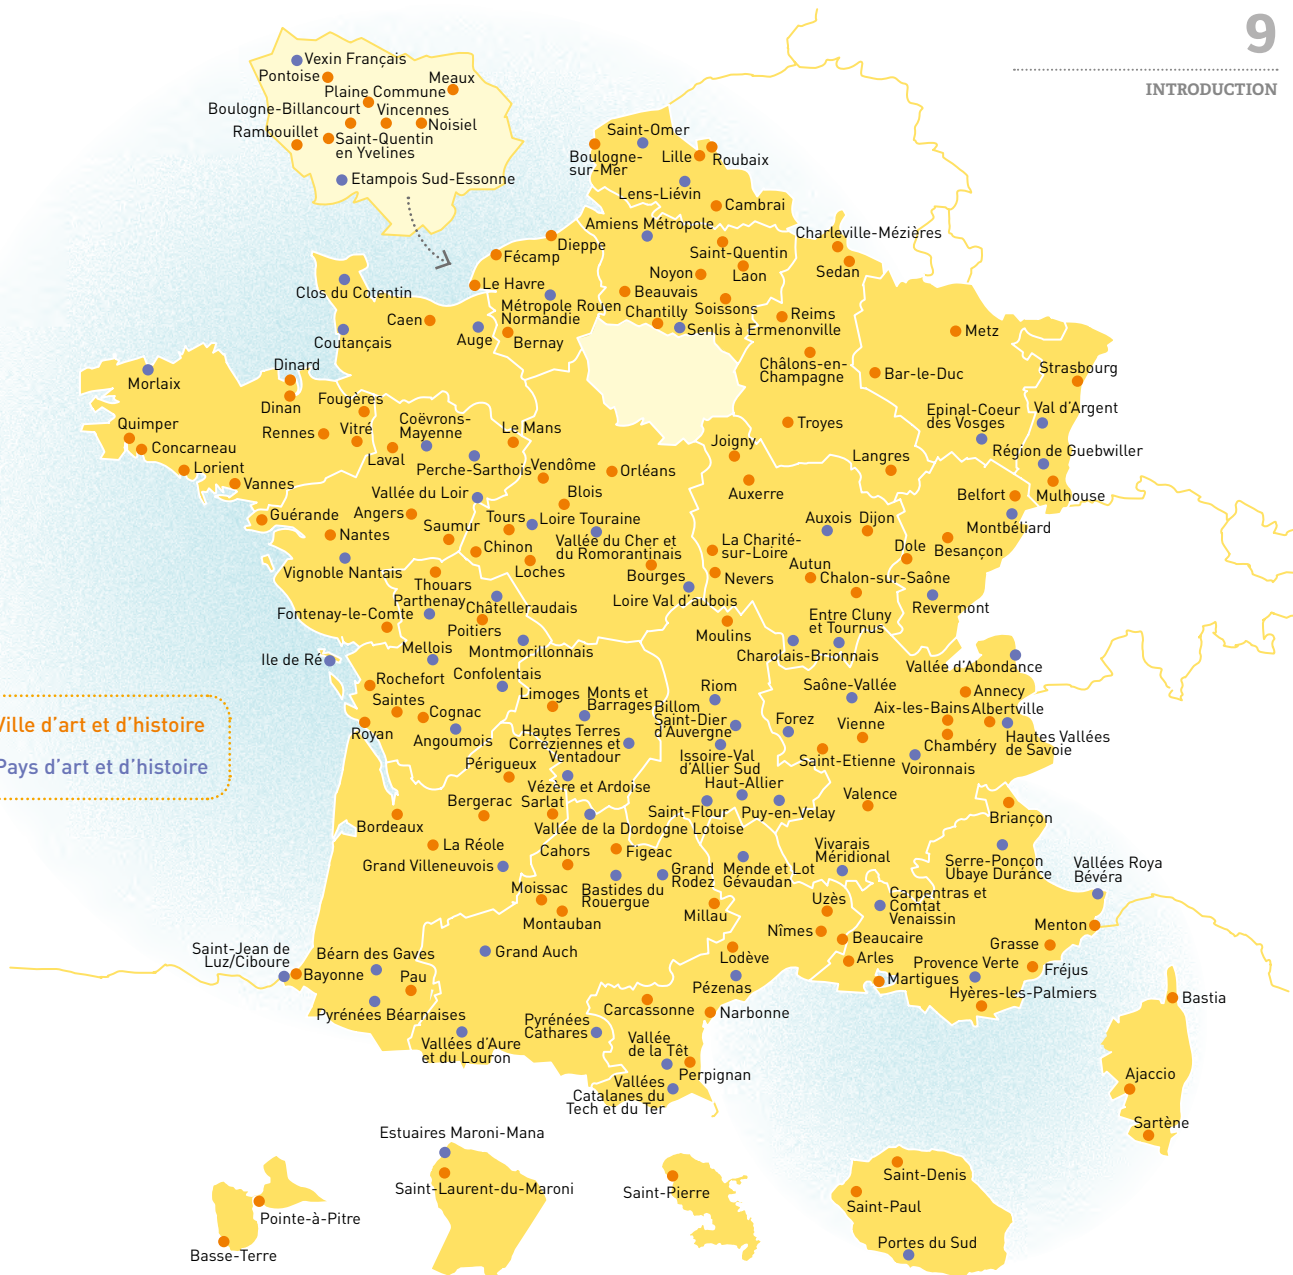 9
INTRODUCTION
Vexin Français
Pontoise
Meaux
Plaine Commune
Boulogne-Billancourt
Vincennes
Noisiel
Rambouillet
Saint-Quentin
en Yvelines
Etampois Sud-Essonne
Saint-Omer
Boulogne-
sur-Mer
Lille
Roubaix
Lens-Liévin
Cambrai
Amiens Métropole
Dieppe
Fécamp
Saint-Quentin
Charleville-Mézières
Sedan
Noyon
Laon
Le Havre
Beauvais
Clos du Cotentin
Métropole Rouen
Normandie
Chantilly
Soissons
Reims
Senlis à Ermenonville
Caen
Auge
Bernay
Coutançais
Metz
Châlons-en-
Champagne
Bar-le-Duc
Strasbourg
Dinard
Morlaix
Dinan
Fougères
Quimper
Concarneau
Rennes
Vitré
Coëvrons-
Mayenne
Laval
Le Mans
Perche-Sarthois
Troyes
Epinal-Coeur
des Vosges
Val d'Argent
Région de Guebwiller
Joigny
Langres
Lorient
Vannes
Vendôme
Orléans
Vallée du Loir
Blois
Auxerre
Belfort
Mulhouse
Montbéliard
Guérande
Angers
Tours
Loire Touraine
Auxois
Dijon
Nantes
Saumur
Vallée du Cher et
du Romorantinais
La Charité-
sur-Loire
Dole
Besançon
Chinon
Loches
Vignoble Nantais
Bourges
Nevers
Autun
Chalon-sur-Saône
Thouars
Parthenay
Châtelleraudais
Loire Val d'aubois
Revermont
Fontenay-le-Comte
Poitiers
Entre Cluny
et Tournus
Moulins
Mellois
Montmorillonnais
Charolais-Brionnais
Ile de Ré
Vallée d'Abondance
Rochefort
Confolentais
Riom
Saône-Vallée
Annecy
Saintes
Limoges
Monts et
Barrages
Billom
Saint-Dier
d'Auvergne
Aix-les-Bains
Albertville
Cognac
Forez
Vienne
Royan
Angoumois
Hautes Terres
Corréziennes et
Ventadour
Chambéry
Hautes Vallées
de Savoie
Ville d'art et d'histoire
Pays d'art et d'histoire
Issoire-Val
d'Allier Sud
Saint-Etienne
Voironnais
Périgueux
Vézère et Ardoise
Haut-Allier
Bergerac
Sarlat
Saint-Flour
Puy-en-Velay
Valence
Bordeaux
Vallée de la Dordogne Lotoise
Briançon
La Réole
Cahors
Figeac
Vivarais
Méridional
Grand Villeneuvois
Grand
Rodez
Mende et Lot
Gévaudan
Serre-Ponçon
Ubaye Durance
Vallées Roya
Bévéra
Moissac
Bastides du
Rouergue
Montauban
Millau
Uzès
Carpentras et
Comtat
Venaissin
Nîmes
Beaucaire
Menton
Grasse
Saint-Jean de
Luz/Ciboure
Béarn des Gaves
Grand Auch
Lodève
Arles
Provence Verte
Fréjus
Bayonne
Pau
Pézenas
Martigues
Hyères-les-Palmiers
Bastia
Pyrénées Béarnaises
Carcassonne
Narbonne
Pyrénées
Cathares
Vallées d'Aure
et du Louron
Vallée
de la Têt
Perpignan
Vallées
Catalanes du
Tech et du Ter
Ajaccio
Sartène
Estuaires Maroni-Mana
Saint-Laurent-du-Maroni
Saint-Pierre
Saint-Denis
Saint-Paul
Portes du Sud
Pointe-à-Pitre
Basse-Terre